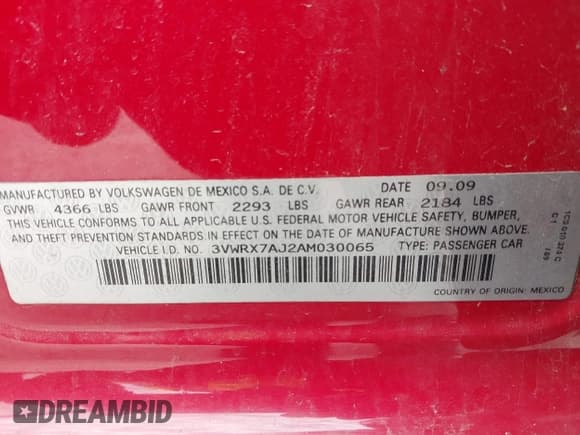 MANUFACTURED BY VOLKSWAGEN DE MEXICO S.A. DE C.V. DATE 09.09
GVWR 4366 LBS GAWR FRONT 2293 LBS GAWR REAR 2184 LBS
THIS VEHICLE CONFORMS TO ALL APPLICABLE U.S. FEDERAL MOTOR VEHICLE SAFETY, BUMPER,
AND THEFT PREVENTION STANDARDS IN EFFECT ON THE DATE OF MANUFACTURE SHOWN ABOVE.
VEHICLE I.D. NO. 3VWRX7AJ2AM030065 TYPE: PASSENGER CAR
COUNTRY OF ORIGIN: MEXICO
DREAMBID